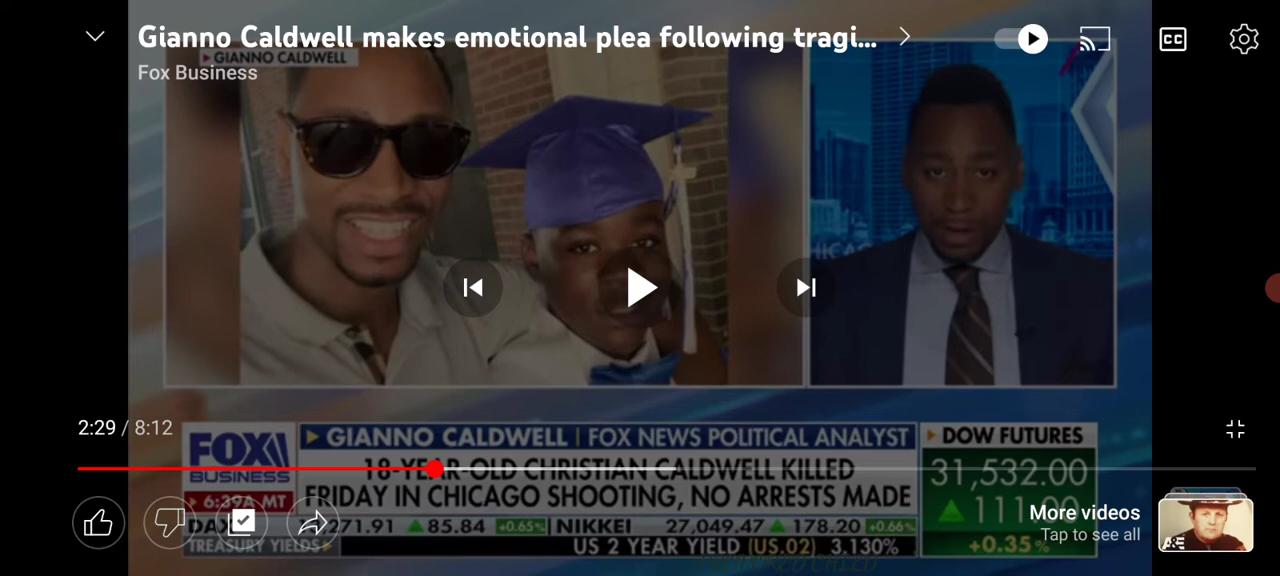 Gianno Caldwell makes emotional plea following tragi...
Fox Business
CC
GIANNO CALDWELL
2:29 / 8:12
FOX BUSINESS
GIANNO CALDWELL | FOX NEWS POLITICAL ANALYST
18-YEAR-OLD CHRISTIAN CALDWELL KILLED
FRIDAY IN CHICAGO SHOOTING, NO ARRESTS MADE
DOW FUTURES
31,532.00
111.00
+0.35%
6:39A MT
DAX 271.91 85.84 +0.65% NIKKEI 27,049.47 178.20 +0.66%
TREASURY YIELDS US 2 YEAR YIELD (US.02) 3.130%
More videos
Tap to see all
A&E